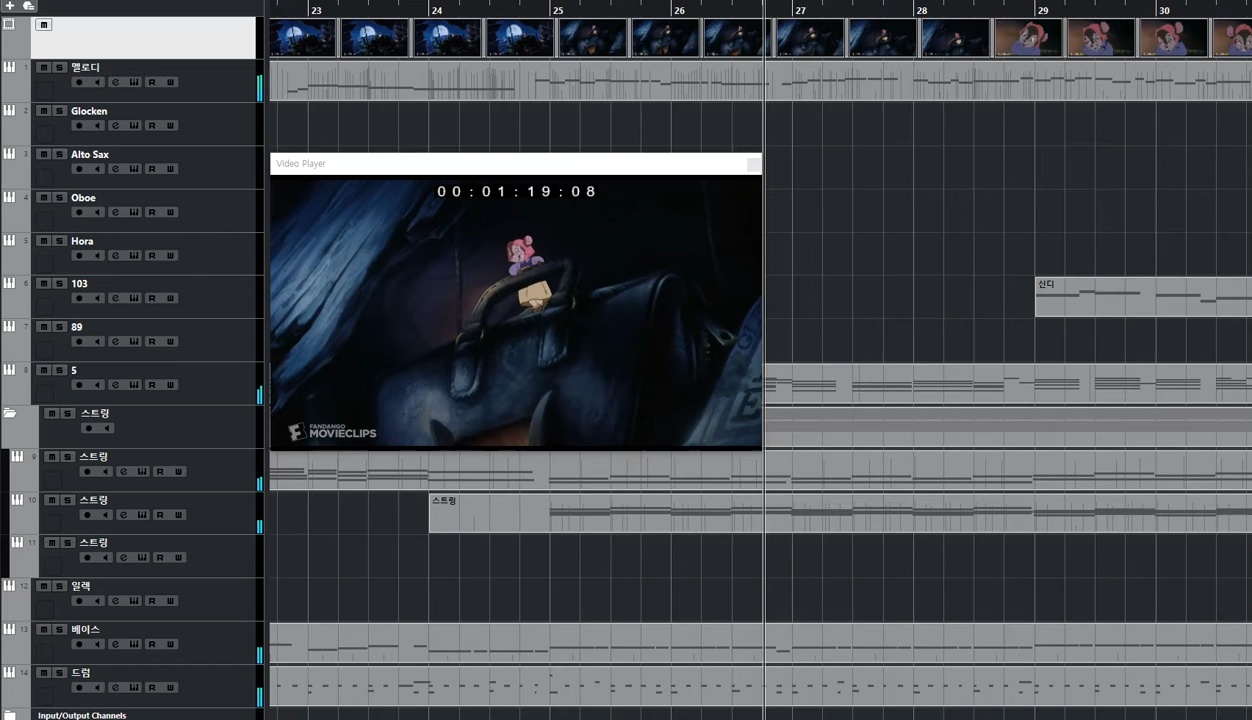 23 24 25 26 27 28 29 30
m
1 멜로디
m S R W
2 Glocken
m S e R W
3 Alto Sax
m S e R W
4 Oboe
m S e R W
5 Hora
m S e R W
6 103
m S e R W
7 89
m S e R W
8 5
m S e R W
스트링
m S
9 스트링
m S e R W
10 스트링
m S e R W
11 스트링
m S e R W
12 일렉
m S e R W
13 베이스
m S e R W
14 드럼
m S e R W
Input/Output Channels
Video Player
00:01:19:08
FANDANGO
MOVIECLIPS
신디
스트링